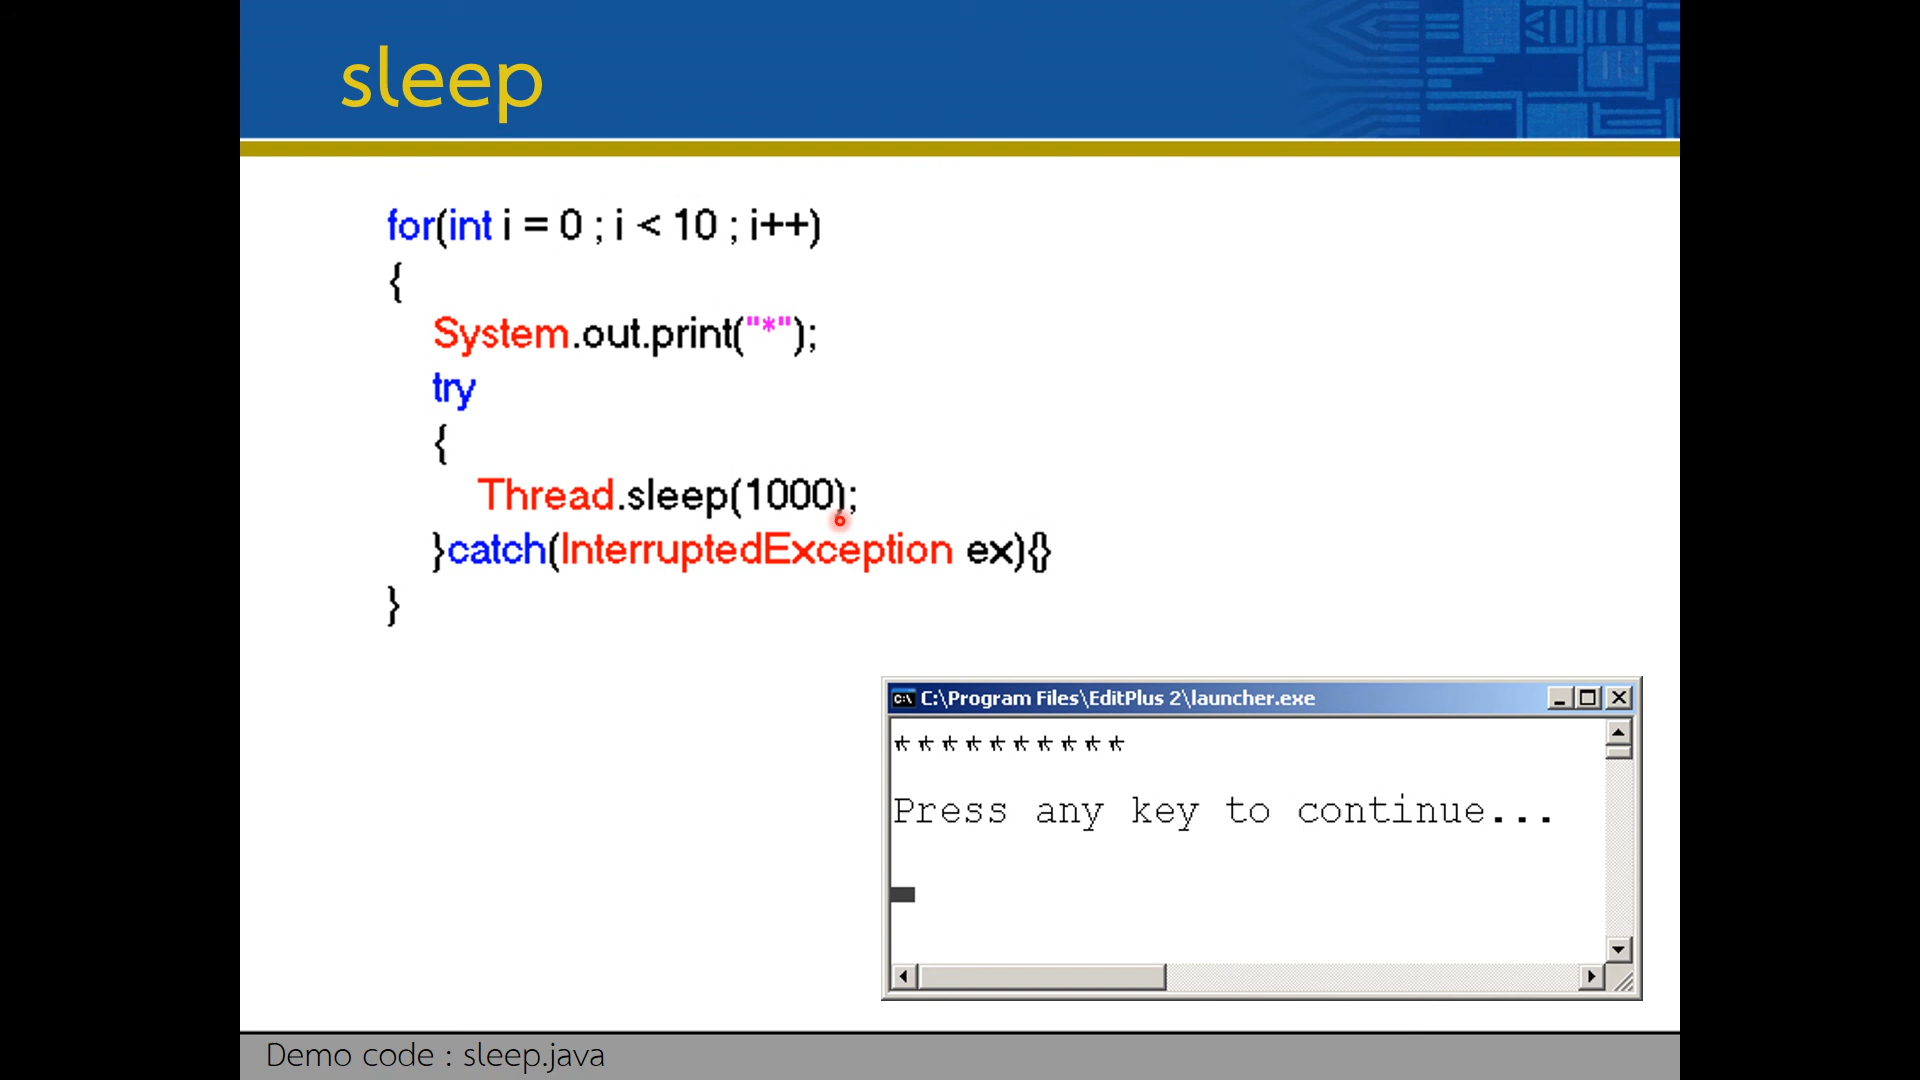 sleep
for(int i = 0 ; i < 10 ; i++)
{
System.out.print("*");
try
{
Thread.sleep(1000);
}catch(InterruptedException ex){}
}
C:\Program Files\EditPlus 2\launcher.exe
**********
Press any key to continue...
Demo code : sleep.java